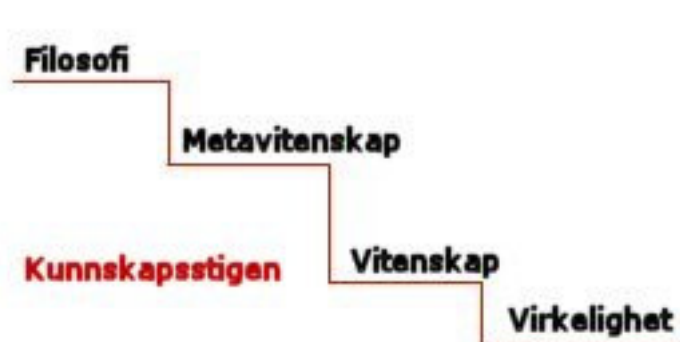 Filosofi
Metavitenskap
Vitenskap
Kunnskapsstigen
Virkelighet